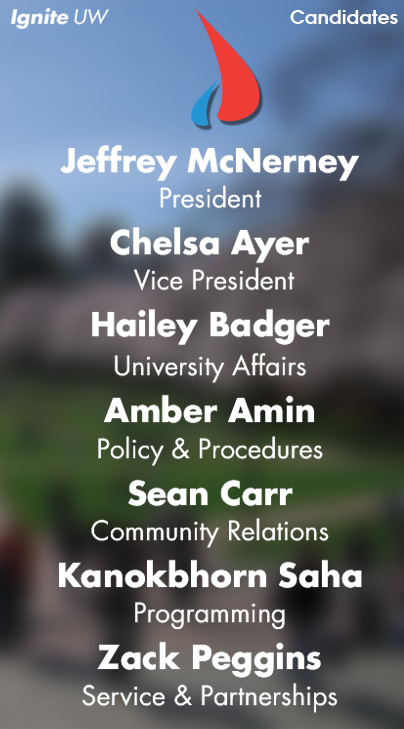 Ignite UW
Candidates
Jeffrey McNerney
President
Chelsa Ayer
Vice President
Hailey Badger
University Affairs
Amber Amin
Policy & Procedures
Sean Carr
Community Relations
Kanokbhorn Saha
Programming
Zack Peggins
Service & Partnerships